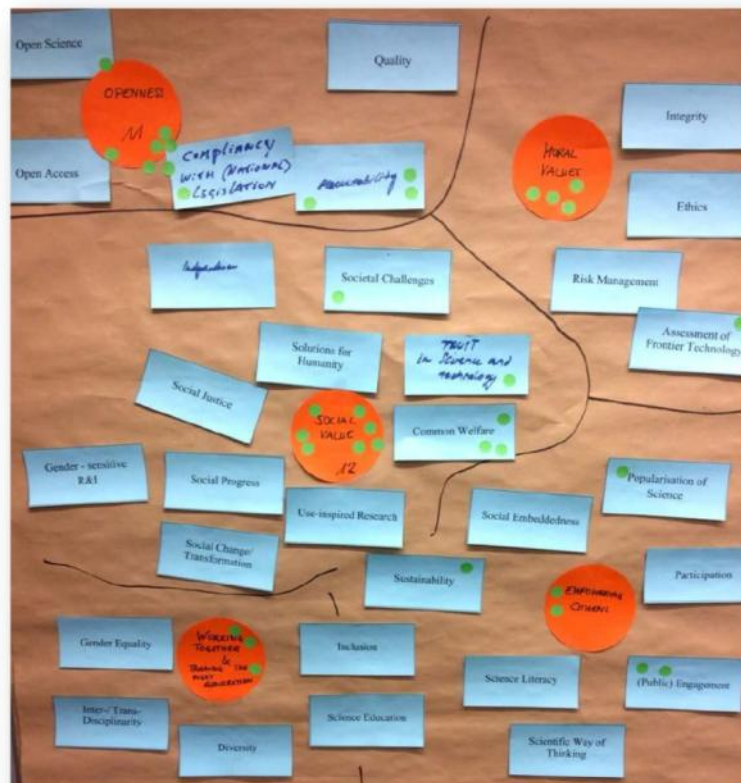 Open Science
OPENNESS
11
Quality
Open Access
COMPLIANCY
WITH (NATIONAL)
LEGISLATION
Accountability
MORAL
VALUES
Integrity
Ethics
Societal Challenges
Risk Management
Assessment of
Frontier Technology
Solutions for
Humanity
TRUST
in Science and
technology
Social Justice
SOCIAL
VALUE
12
Common Welfare
Gender - sensitive
R&I
Social Progress
Use-inspired Research
Social Embeddedness
Popularisation of
Science
Social Change/
Transformation
Sustainability
EMPOWERING
CITIZENS
Participation
Gender Equality
WORKING
TOGETHER
&
TRAINING THE
NEXT
GENERATION
Inclusion
Science Literacy
(Public) Engagement
Inter-/ Trans-
Disciplinarity
Diversity
Science Education
Scientific Way of
Thinking